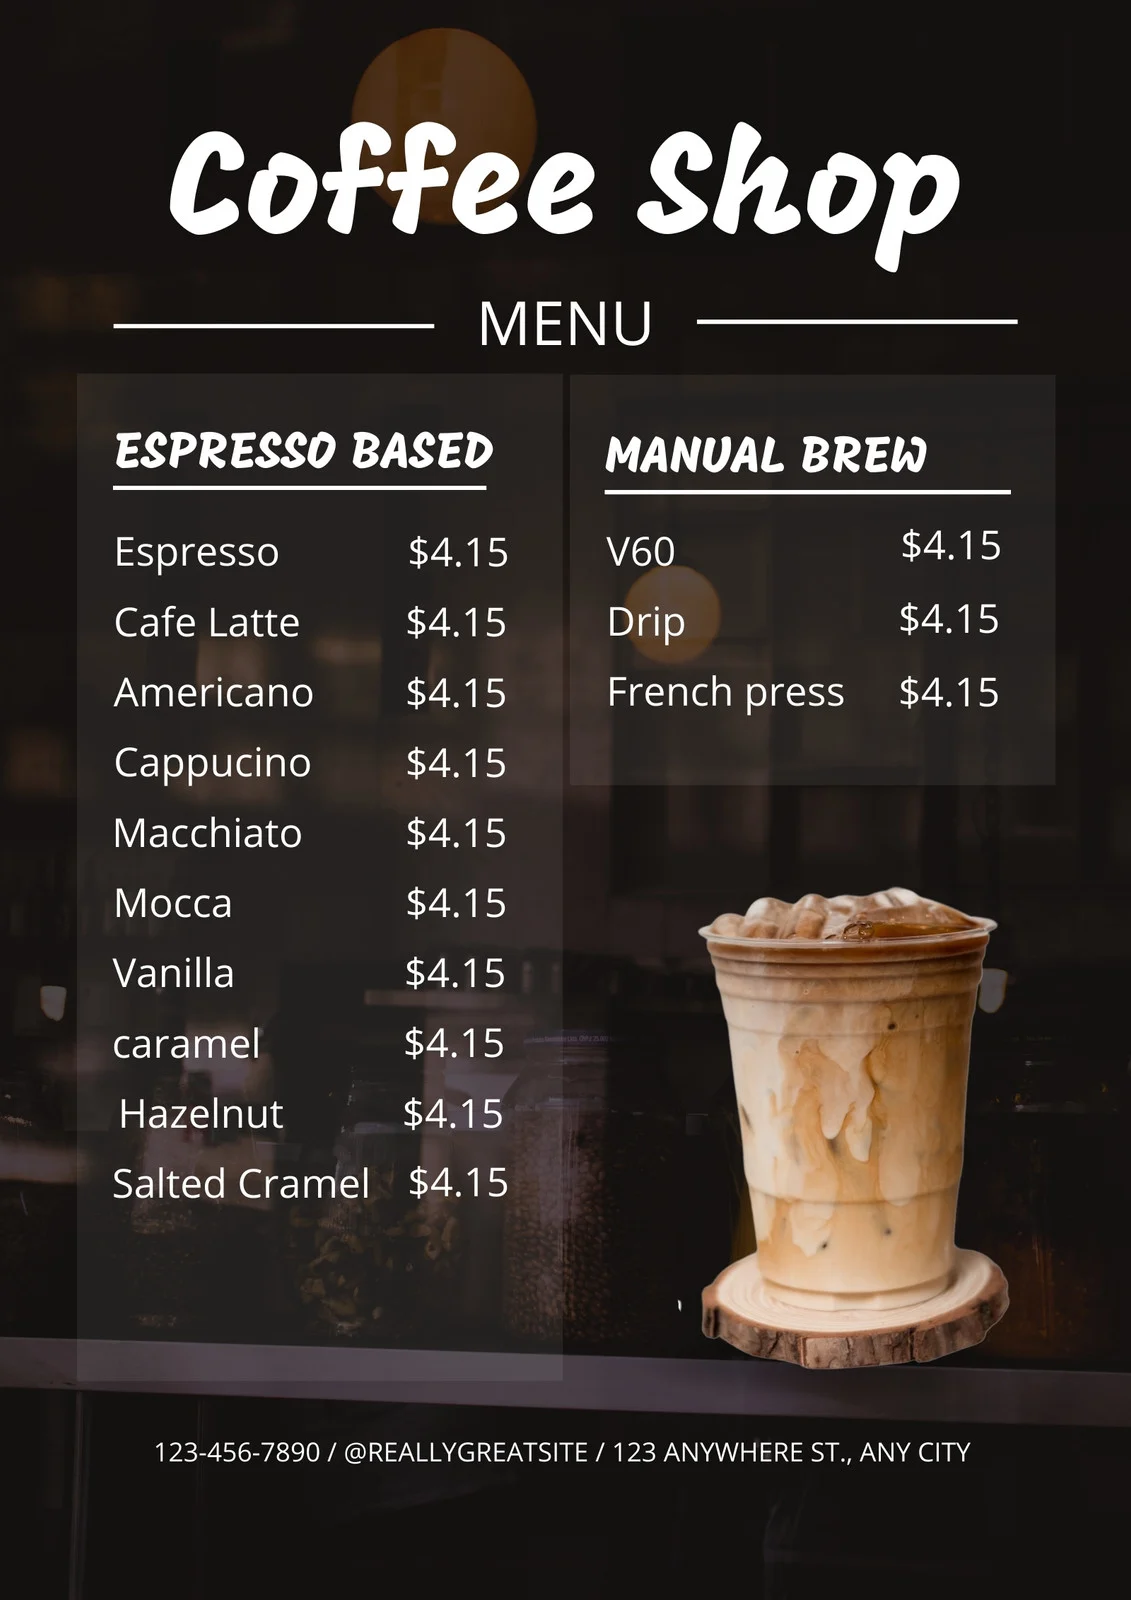 Coffee Shop
MENU
ESPRESSO BASED
Espresso $4.15
Cafe Latte $4.15
Americano $4.15
Cappucino $4.15
Macchiato $4.15
Mocca $4.15
Vanilla $4.15
caramel $4.15
Hazelnut $4.15
Salted Cramel $4.15
MANUAL BREW
V60 $4.15
Drip $4.15
French press $4.15
123-456-7890 / @REALLYGREATSITE / 123 ANYWHERE ST., ANY CITY